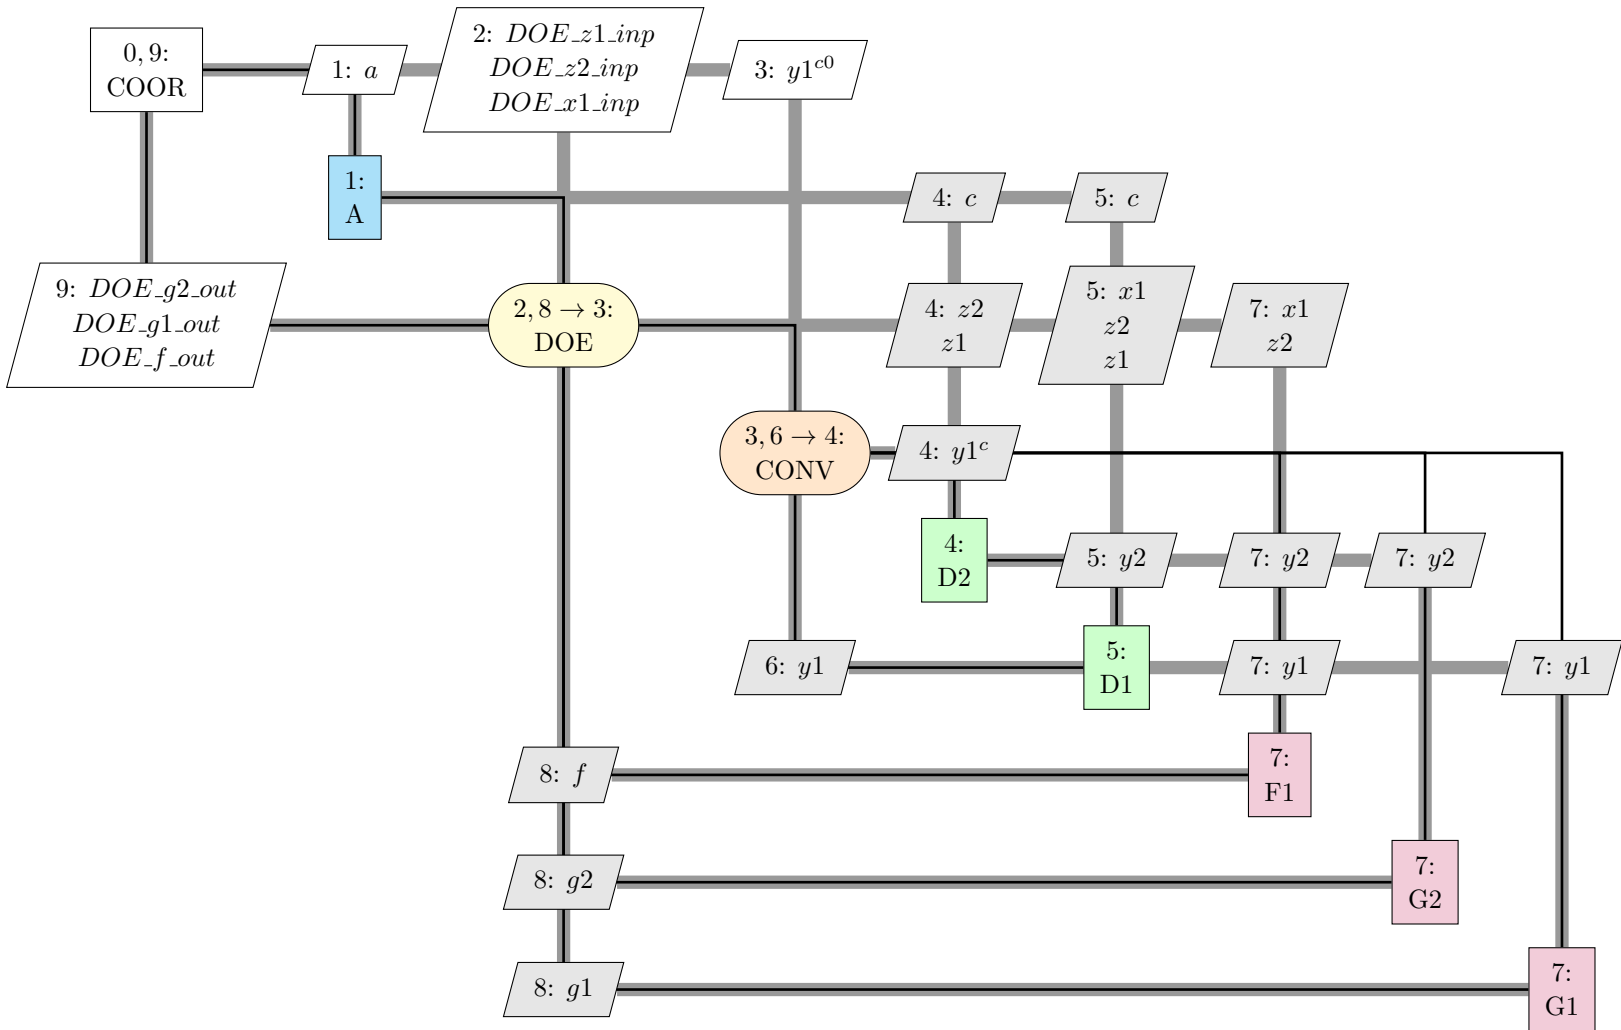 0, 9:
COOR
1: a
2: DOE_z1_inp
DOE_z2_inp
DOE_x1_inp
3: y1^{c0}
1:
A
4: c
5: c
9: DOE_g2_out
DOE_g1_out
DOE_f_out
2, 8 → 3:
DOE
4: z2
z1
5: x1
z2
z1
7: x1
z2
3, 6 → 4:
CONV
4: y1^c
4:
D2
5: y2
7: y2
7: y2
6: y1
5:
D1
7: y1
7: y1
8: f
7:
F1
8: g2
7:
G2
8: g1
7:
G1